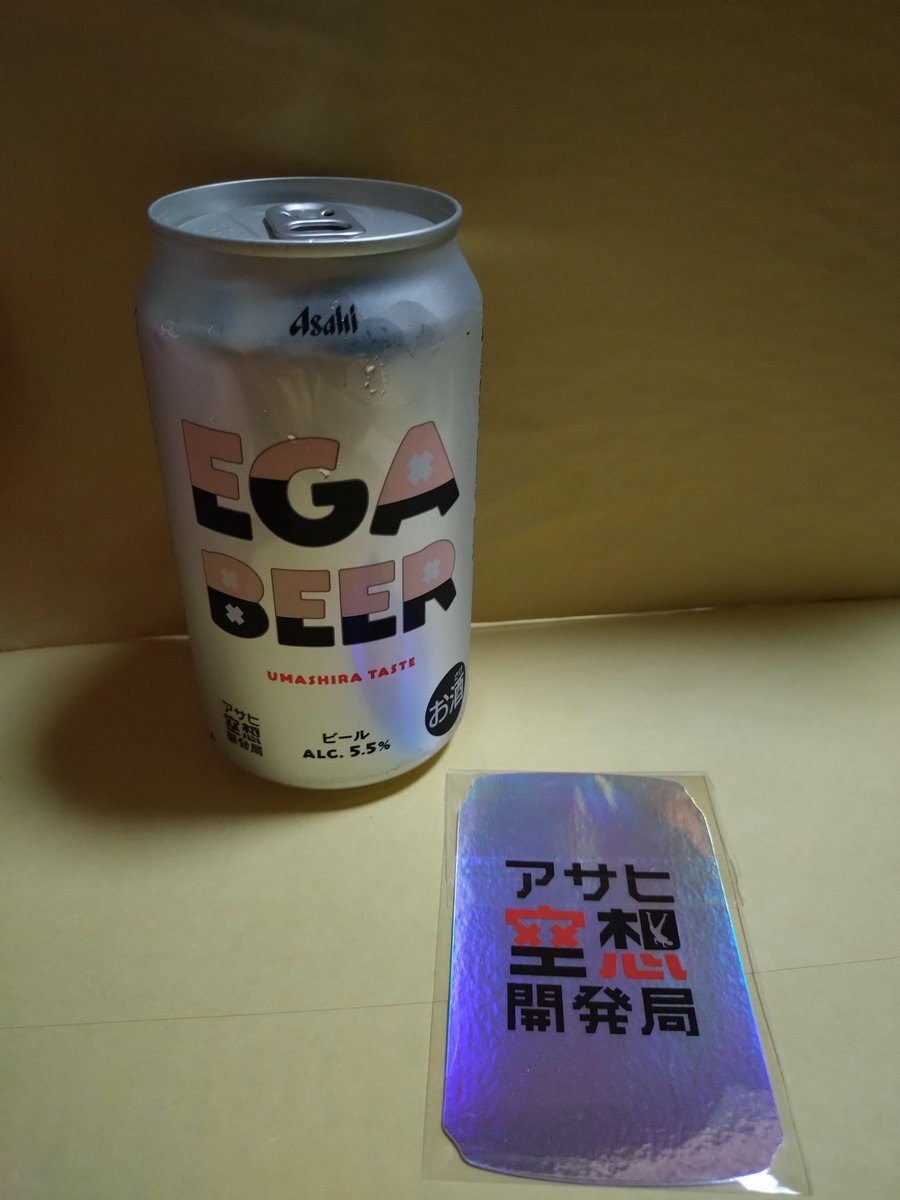 Asahi
EGA
BEER
UMASHIRA TASTE
アサヒ
空想
開発局
ビール
ALC. 5.5%
お酒
アサヒ
空想
開発局